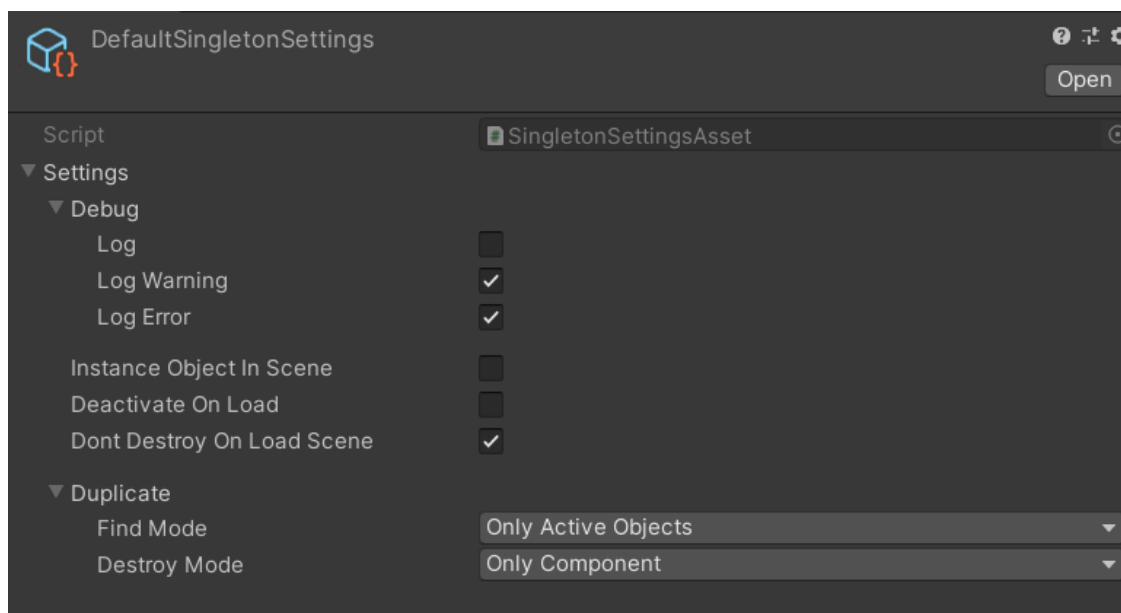 DefaultSingletonSettings
Open
Script SingletonSettingsAsset
Settings
Debug
Log
Log Warning
Log Error
Instance Object In Scene
Deactivate On Load
Dont Destroy On Load Scene
Duplicate
Find Mode Only Active Objects
Destroy Mode Only Component